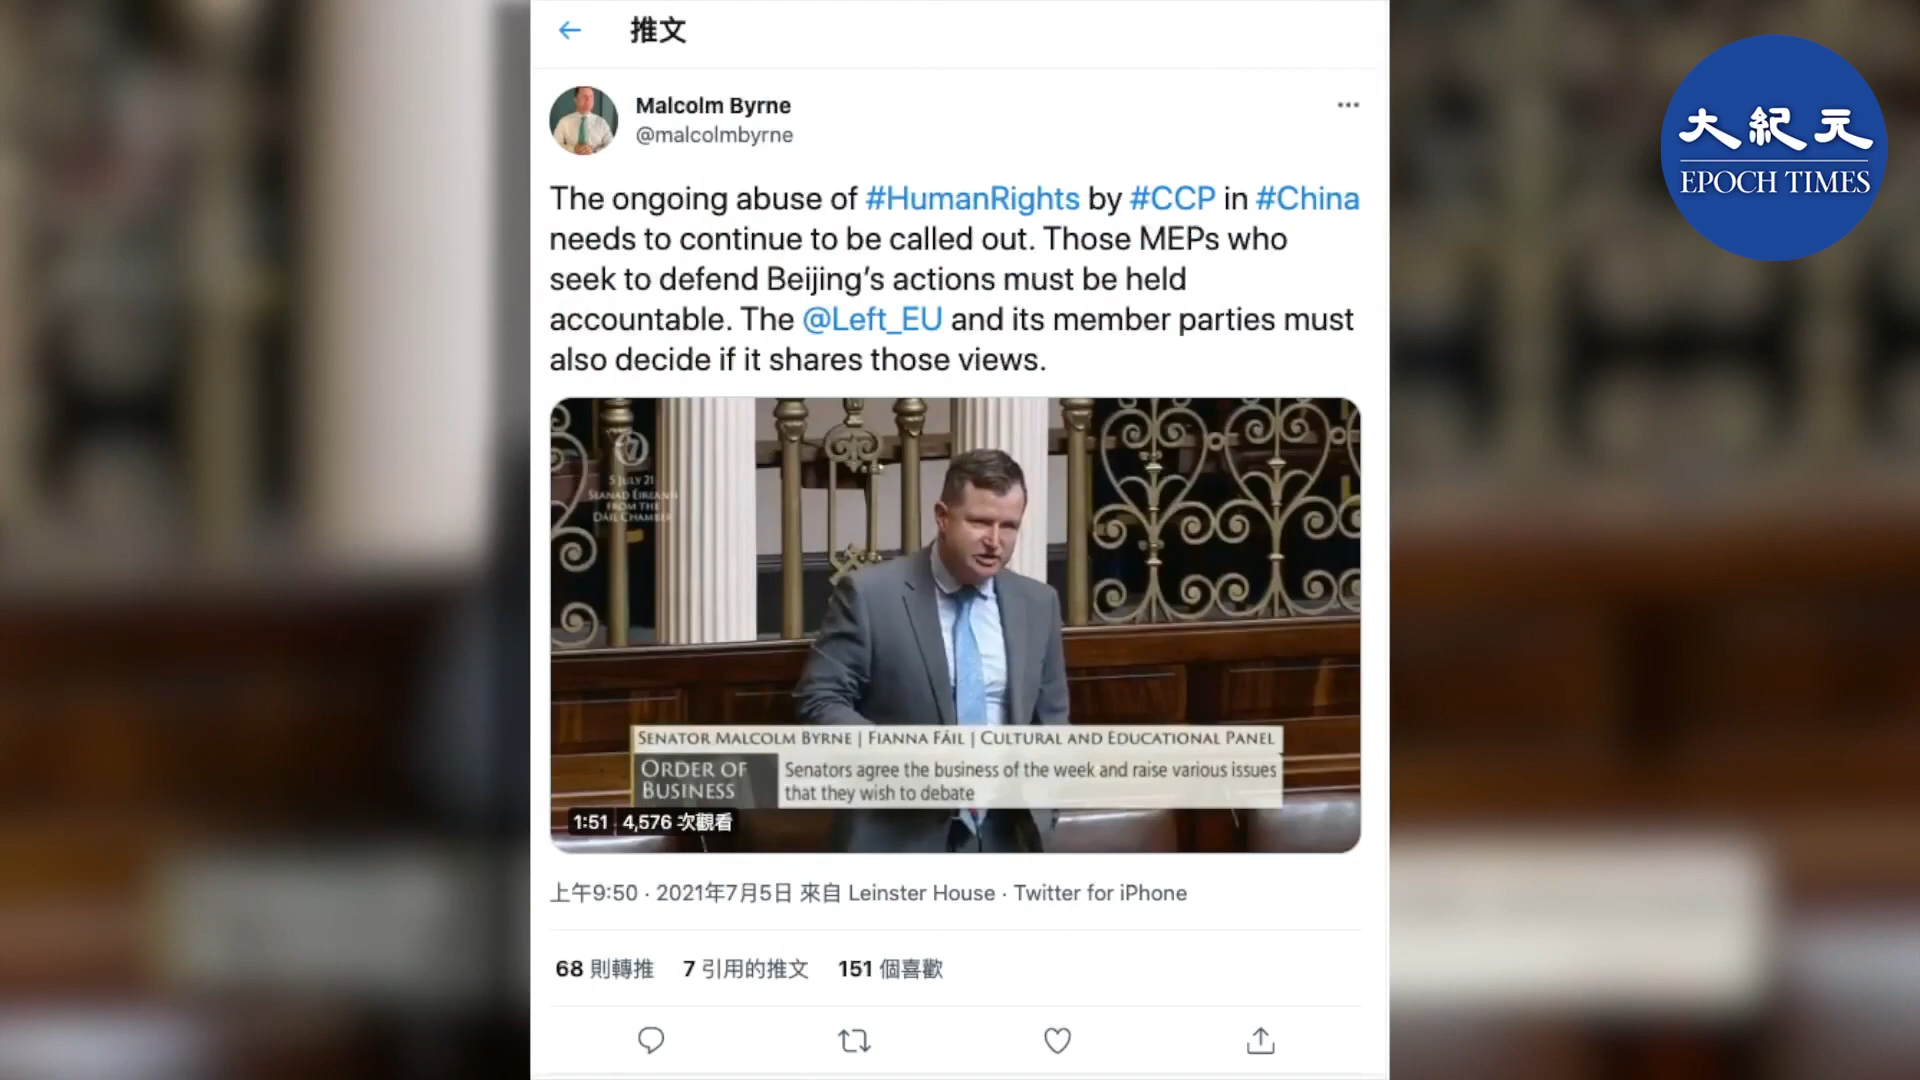 推文
大紀元
EPOCH TIMES
Malcolm Byrne
@malcolmbyrne
The ongoing abuse of #HumanRights by #CCP in #China
needs to continue to be called out. Those MEPs who
seek to defend Beijing's actions must be held
accountable. The @Left_EU and its member parties must
also decide if it shares those views.
5 JULY 21
SEANAD ÉIREANN
FROM THE
DÁIL CHAMBER
SENATOR MALCOLM BYRNE | FIANNA FÁIL | CULTURAL AND EDUCATIONAL PANEL
ORDER OF
BUSINESS
Senators agree the business of the week and raise various issues
that they wish to debate
1:51 4,576 次觀看
上午9:50 · 2021年7月5日 來自 Leinster House · Twitter for iPhone
68 則轉推 7 引用的推文 151 個喜歡